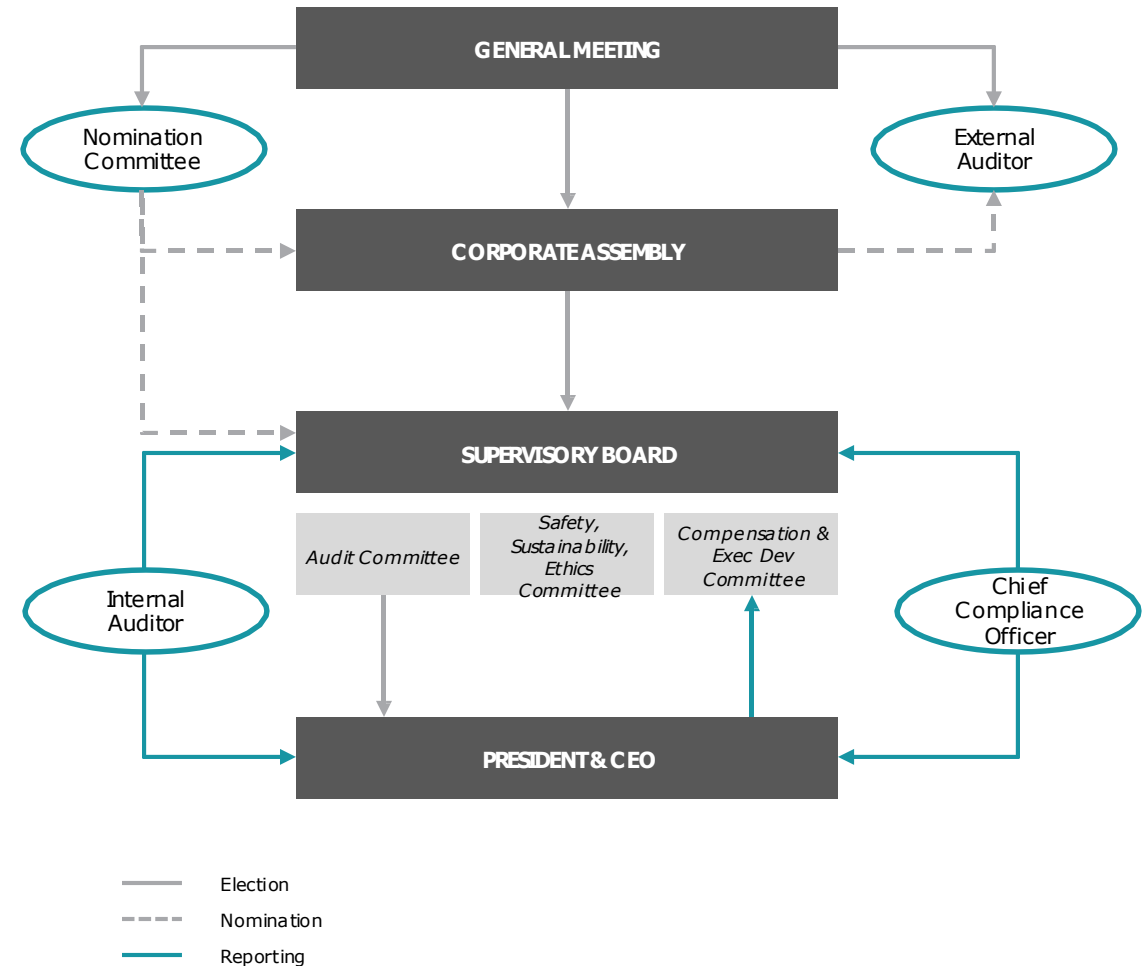 GENERAL MEETING
Nomination
Committee
External
Auditor
CORPORATE ASSEMBLY
SUPERVISORY BOARD
Audit Committee
Safety,
Sustainability,
Ethics
Committee
Compensation &
Exec Dev
Committee
Internal
Auditor
Chief
Compliance
Officer
PRESIDENT & CEO
Election
Nomination
Reporting